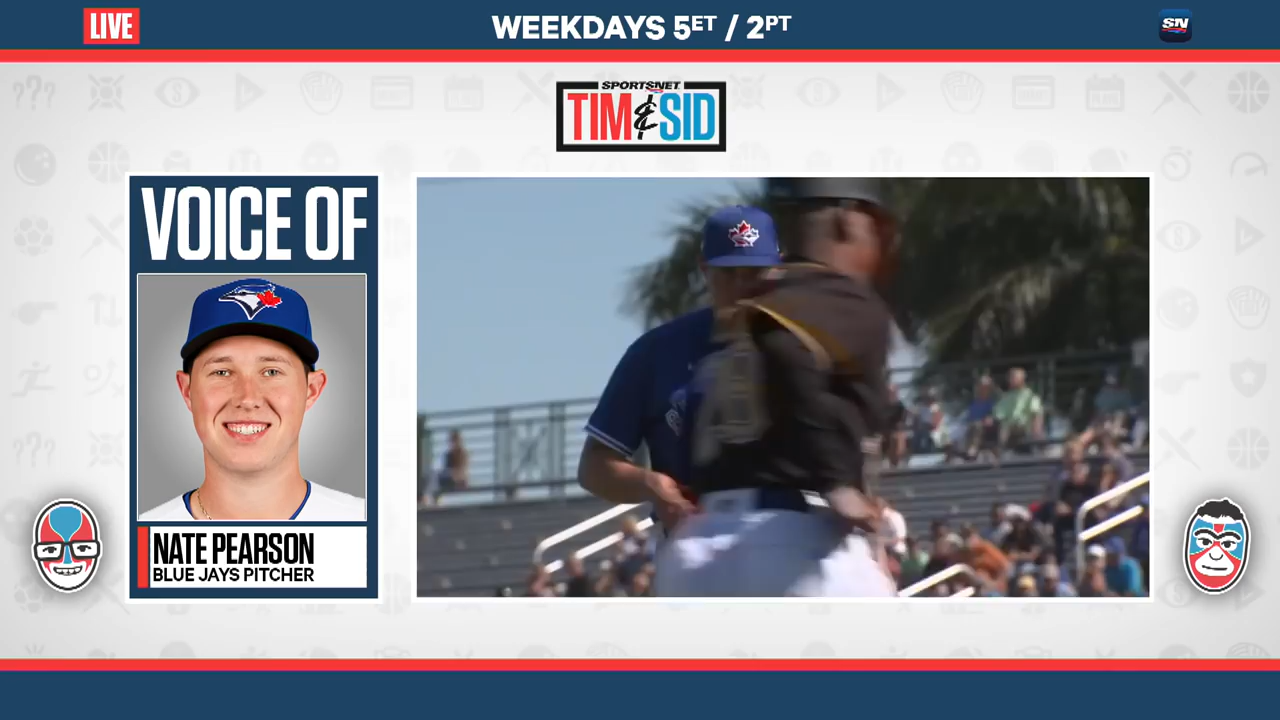 LIVE
WEEKDAYS 5ET / 2PT
SN
SPORTSNET
TIM & SID
VOICE OF
NATE PEARSON
BLUE JAYS PITCHER
???
???